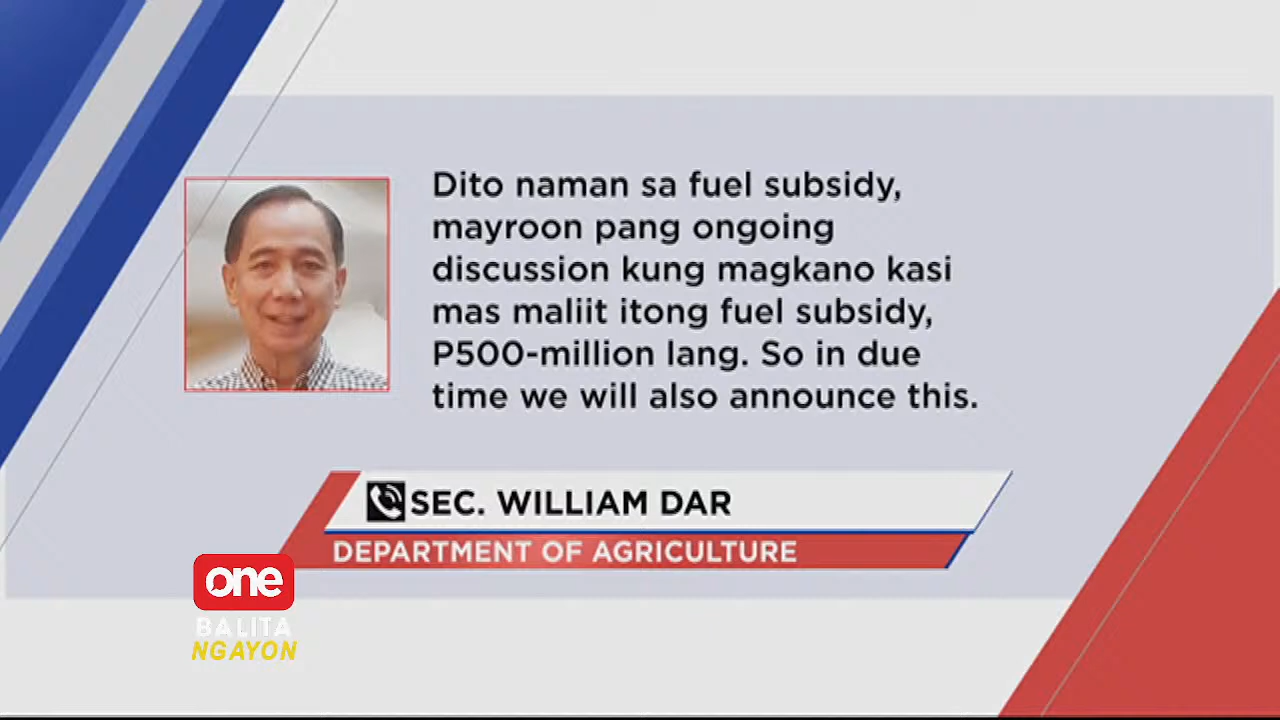 Dito naman sa fuel subsidy,
mayroon pang ongoing
discussion kung magkano kasi
mas maliit itong fuel subsidy,
P500-million lang. So in due
time we will also announce this.
SEC. WILLIAM DAR
DEPARTMENT OF AGRICULTURE
one
BALITA
NGAYON